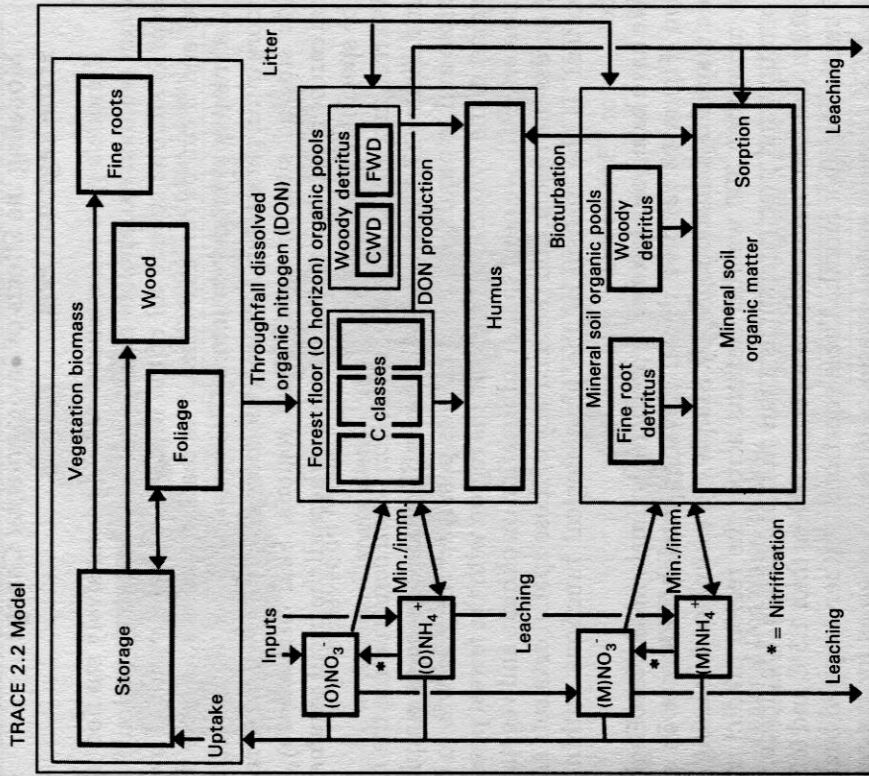 TRACE 2.2 Model
Vegetation biomass
Storage
Foliage
Wood
Fine roots
Uptake
Throughfall dissolved
organic nitrogen (DON)
Litter
Inputs
Forest floor (O horizon) organic pools
C classes
Woody detritus
CWD
FWD
DON production
Humus
(O)NO₃⁻
*
(O)NH₄⁺
Min./imm.
Leaching
Bioturbation
Mineral soil organic pools
Fine root
detritus
Woody
detritus
Mineral soil
organic matter
Sorption
(M)NO₃⁻
*
(M)NH₄⁺
Min./imm.
* = Nitrification
Leaching
Leaching